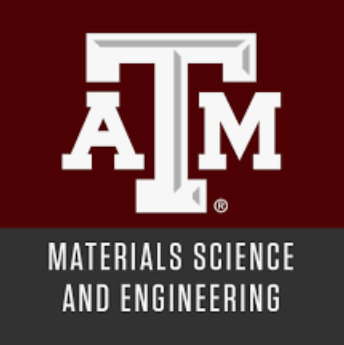 ATM®
MATERIALS SCIENCE
AND ENGINEERING